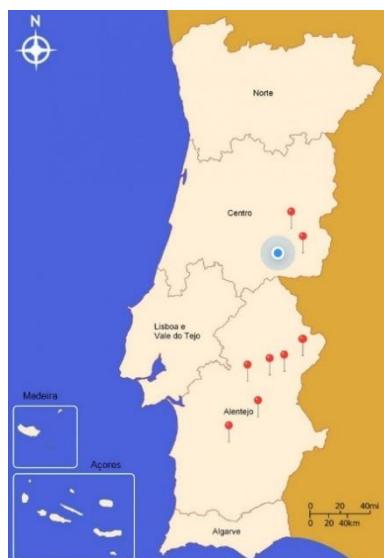 N
Norte
Centro
Lisboa e
Vale do Tejo
Alentejo
Madeira
Açores
Algarve
0 20 40mi
0 20 40km